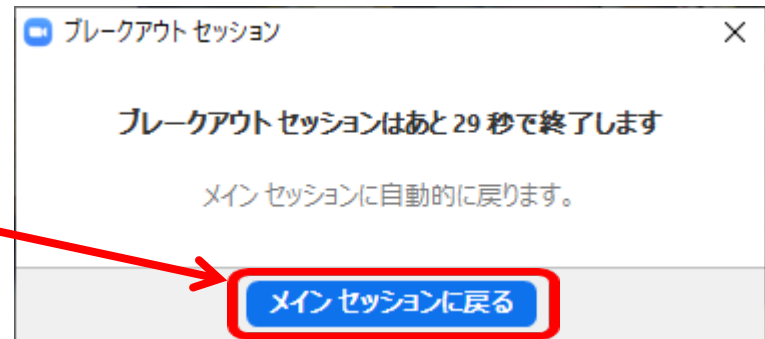 ブレークアウト セッション
ブレークアウト セッションはあと 29 秒で終了します
メイン セッションに自動的に戻ります。
メイン セッションに戻る